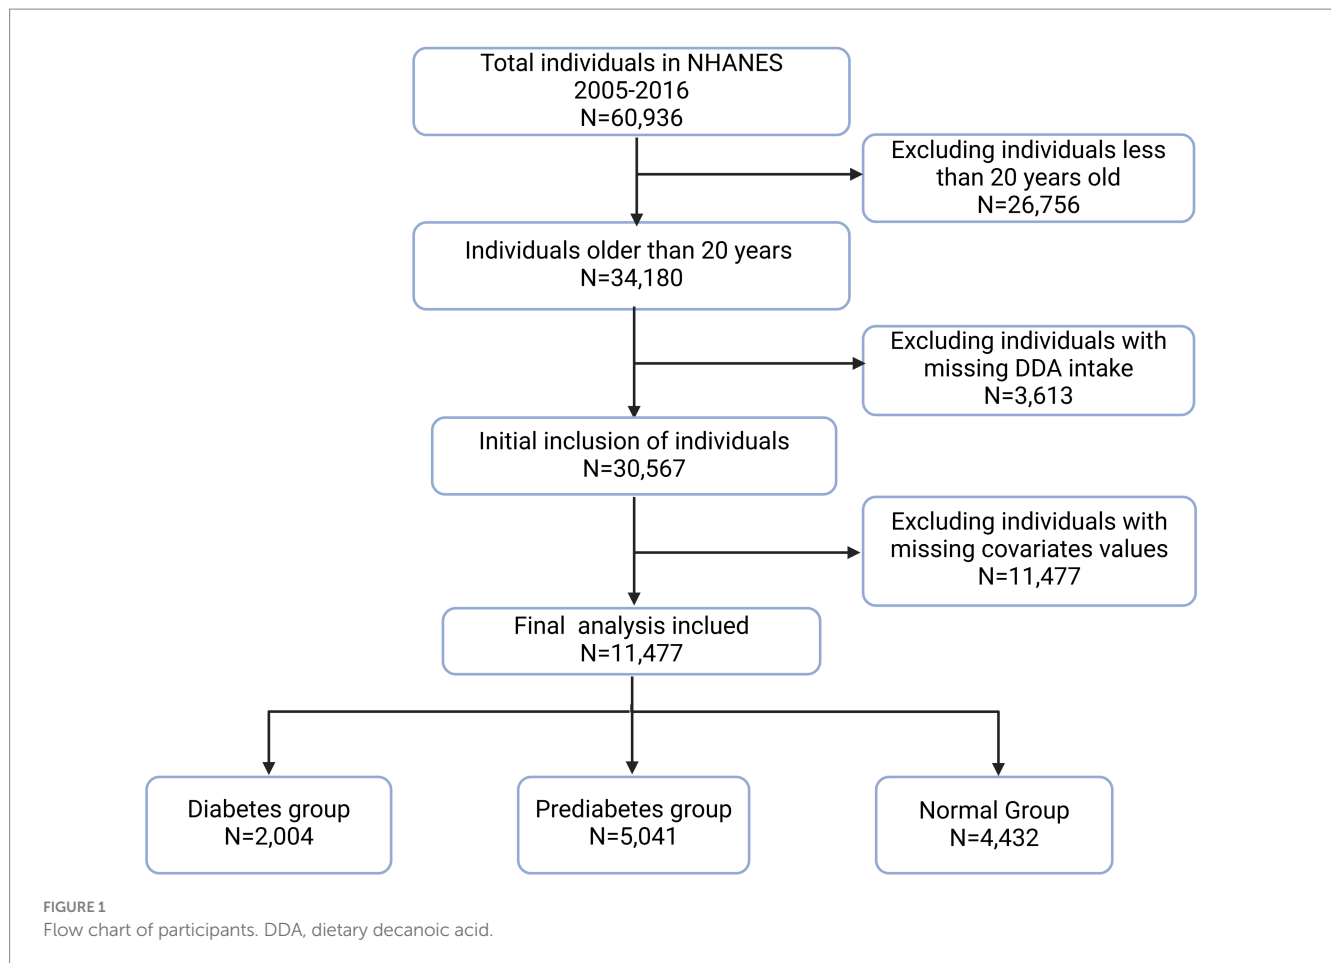 Total individuals in NHANES
2005-2016
N=60,936
Excluding individuals less
than 20 years old
N=26,756
Individuals older than 20 years
N=34,180
Excluding individuals with
missing DDA intake
N=3,613
Initial inclusion of individuals
N=30,567
Excluding individuals with
missing covariates values
N=11,477
Final analysis inclued
N=11,477
Diabetes group
N=2,004
Prediabetes group
N=5,041
Normal Group
N=4,432
FIGURE 1
Flow chart of participants. DDA, dietary decanoic acid.